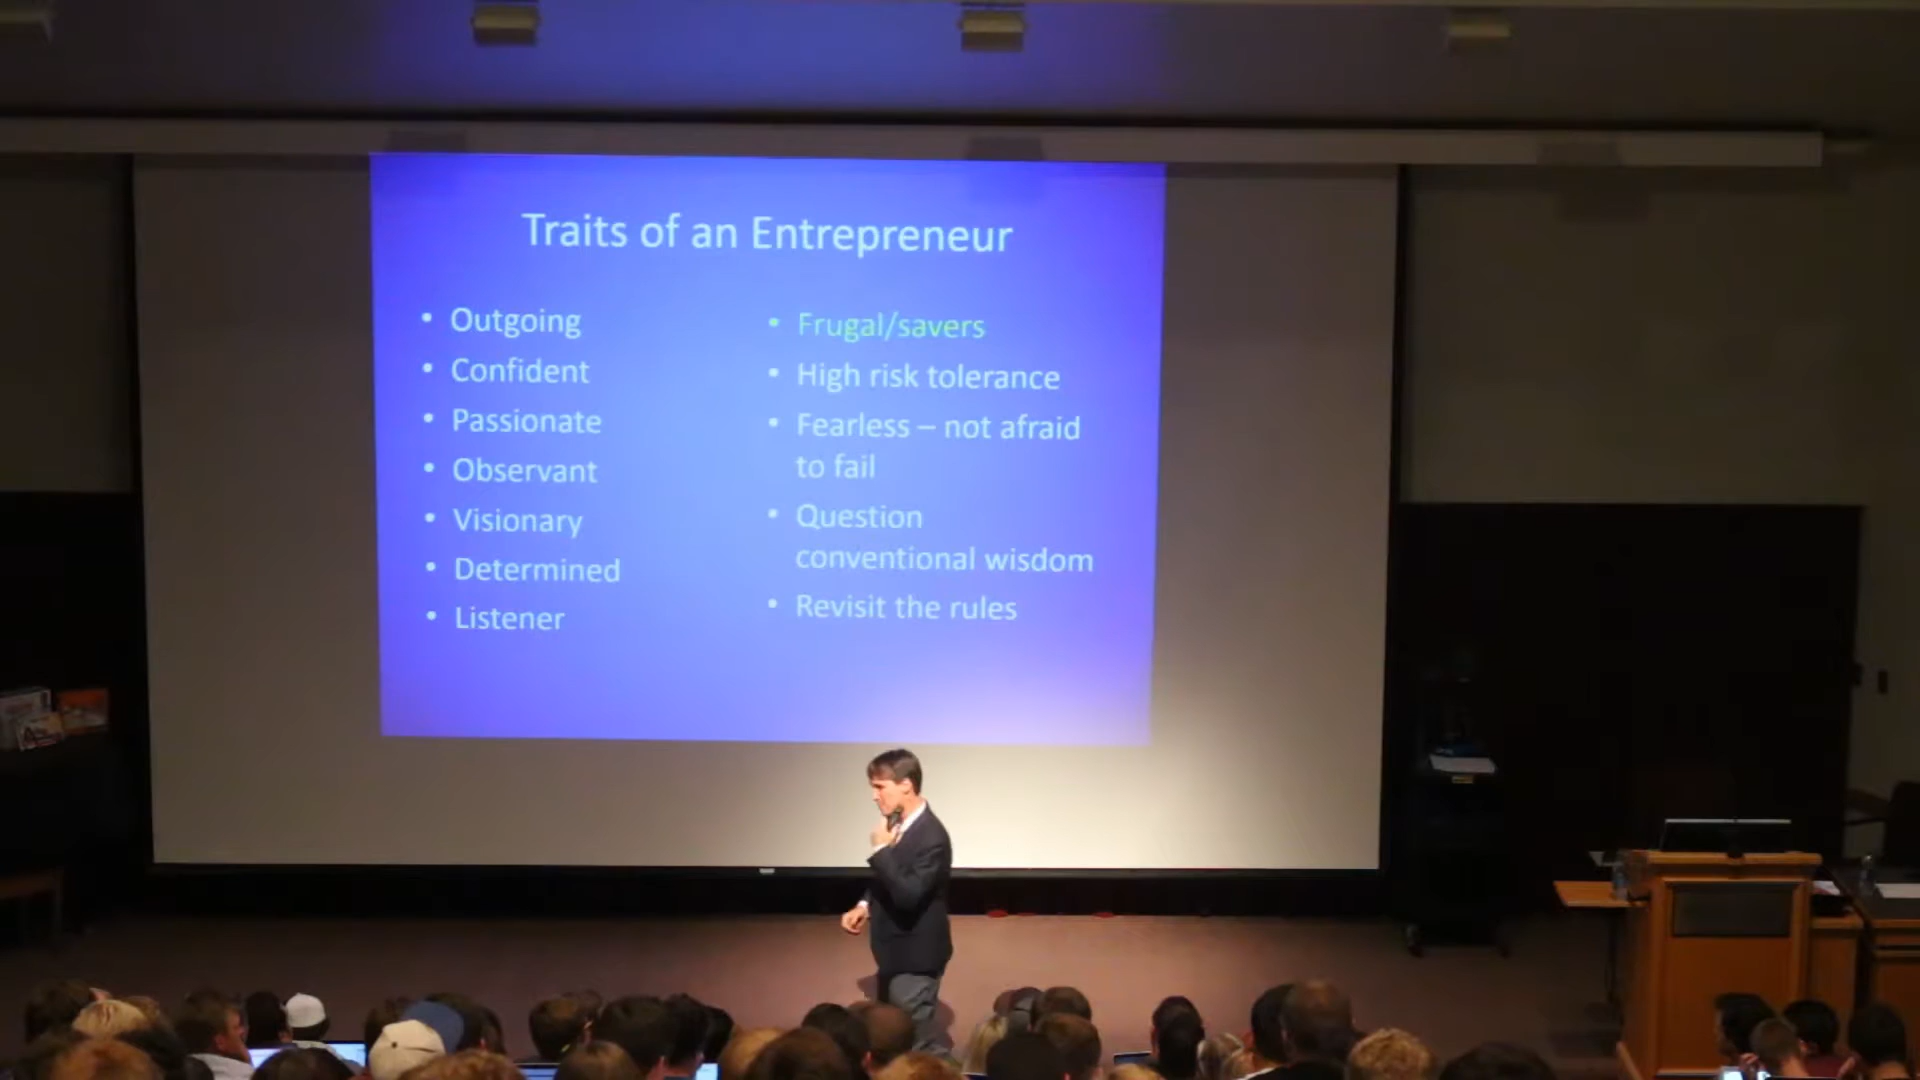 Traits of an Entrepreneur
• Outgoing
• Confident
• Passionate
• Observant
• Visionary
• Determined
• Listener
• Frugal/savers
• High risk tolerance
• Fearless – not afraid
to fail
• Question
conventional wisdom
• Revisit the rules